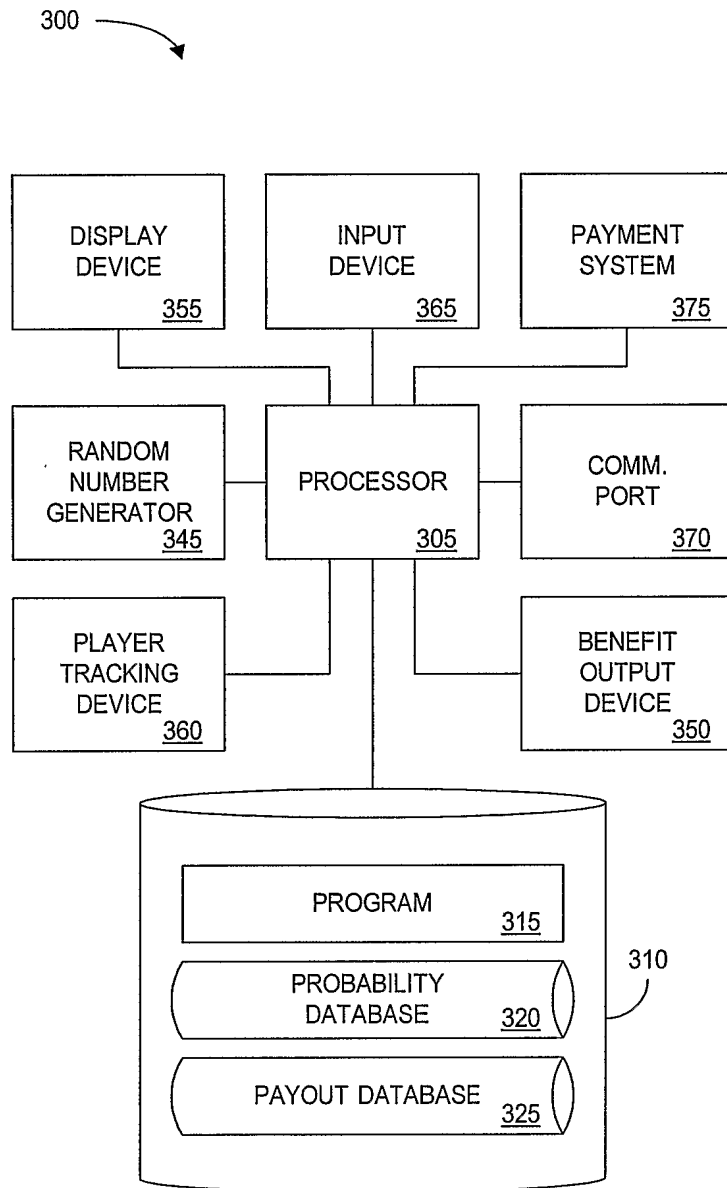 300
DISPLAY
DEVICE
355
INPUT
DEVICE
365
PAYMENT
SYSTEM
375
RANDOM
NUMBER
GENERATOR
345
PROCESSOR
305
COMM.
PORT
370
PLAYER
TRACKING
DEVICE
360
BENEFIT
OUTPUT
DEVICE
350
PROGRAM
315
310
PROBABILITY
DATABASE
320
PAYOUT DATABASE
325